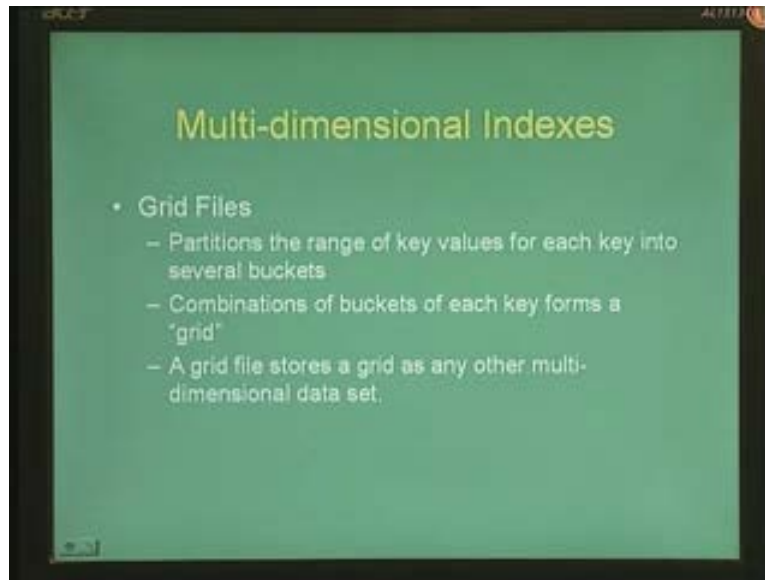 Multi-dimensional Indexes
• Grid Files
– Partitions the range of key values for each key into
several buckets
– Combinations of buckets of each key forms a
"grid"
– A grid file stores a grid as any other multi-
dimensional data set.